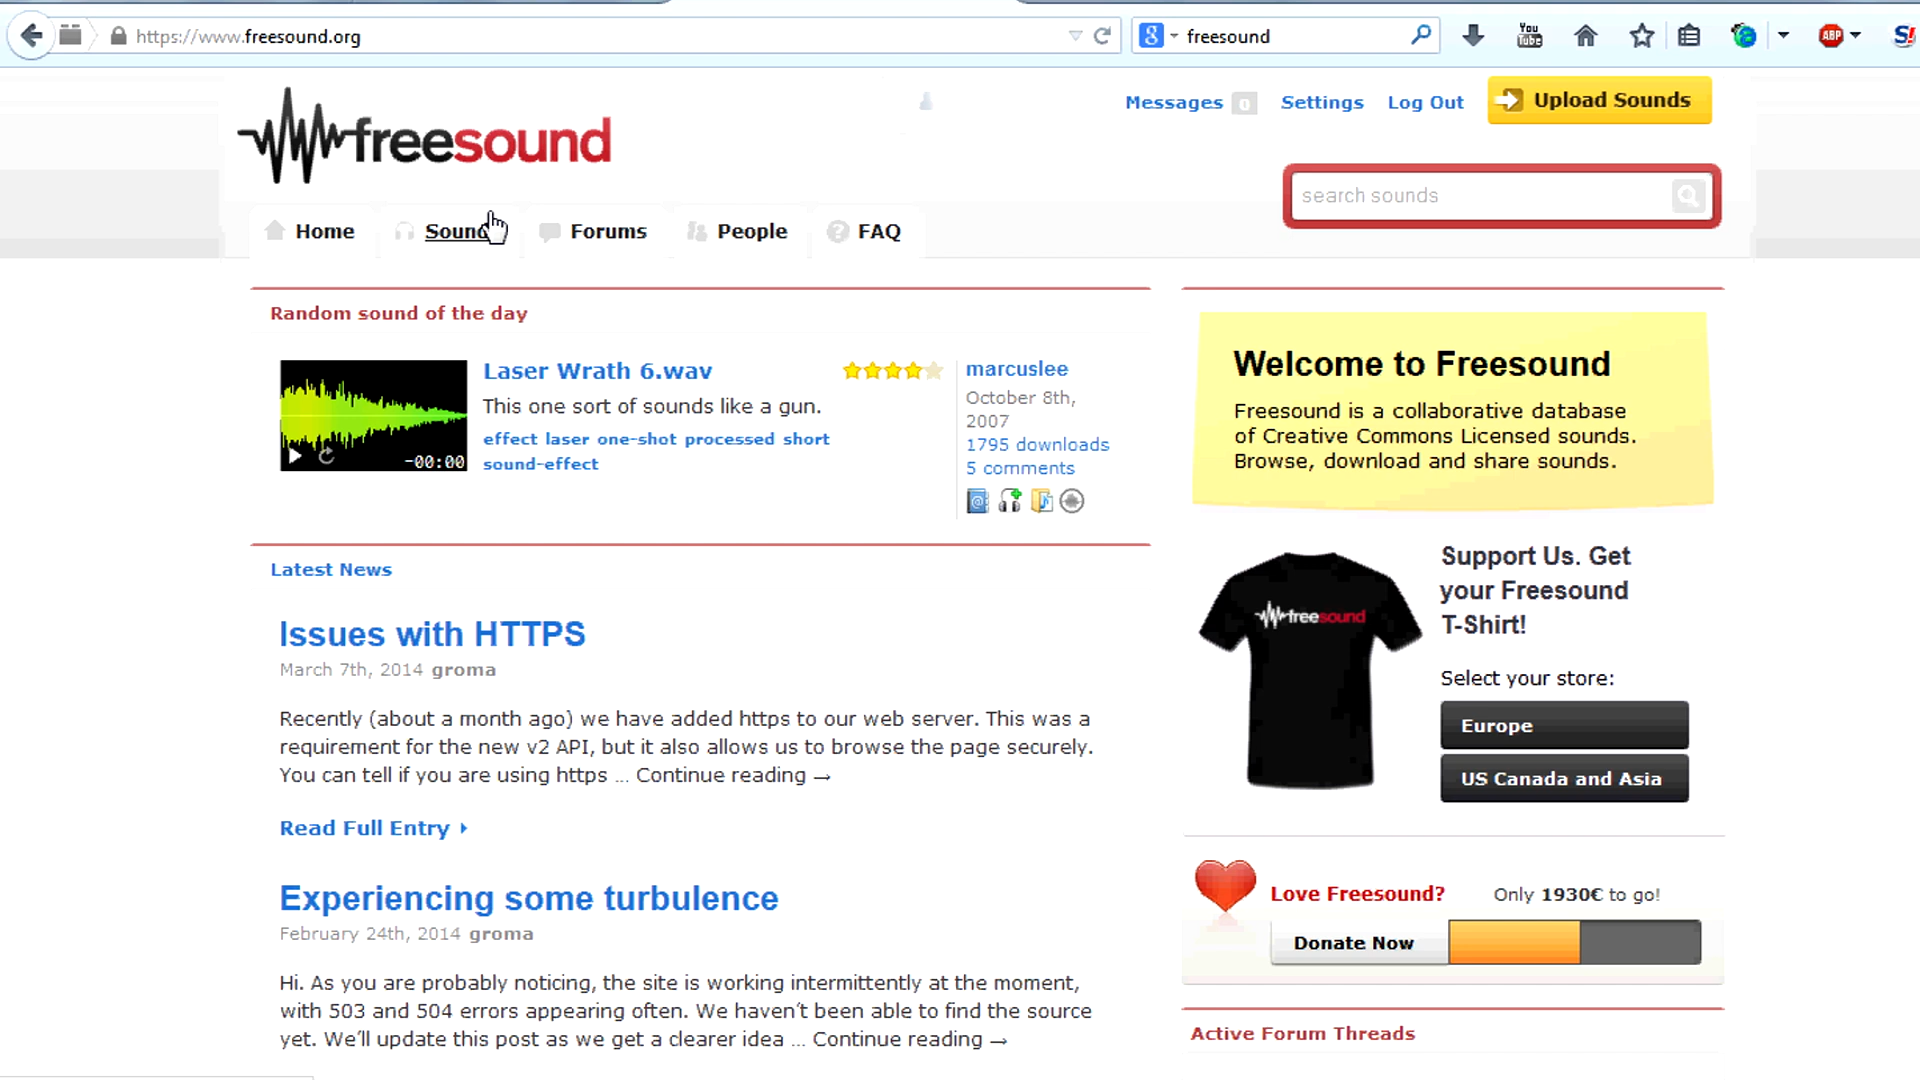 https://www.freesound.org
freesound
You Tube
ABP
S!
freesound
Messages 0 Settings Log Out Upload Sounds
search sounds
Home Sounds Forums People FAQ
Random sound of the day
Laser Wrath 6.wav
This one sort of sounds like a gun.
effect laser one-shot processed short
sound-effect
-00:00
marcuslee
October 8th,
2007
1795 downloads
5 comments
Latest News
Issues with HTTPS
March 7th, 2014 groma
Recently (about a month ago) we have added https to our web server. This was a
requirement for the new v2 API, but it also allows us to browse the page securely.
You can tell if you are using https ... Continue reading →
Read Full Entry
Experiencing some turbulence
February 24th, 2014 groma
Hi. As you are probably noticing, the site is working intermittently at the moment,
with 503 and 504 errors appearing often. We haven't been able to find the source
yet. We'll update this post as we get a clearer idea ... Continue reading →
Welcome to Freesound
Freesound is a collaborative database
of Creative Commons Licensed sounds.
Browse, download and share sounds.
freesound
Support Us. Get
your Freesound
T-Shirt!
Select your store:
Europe
US Canada and Asia
Love Freesound? Only 1930€ to go!
Donate Now
Active Forum Threads